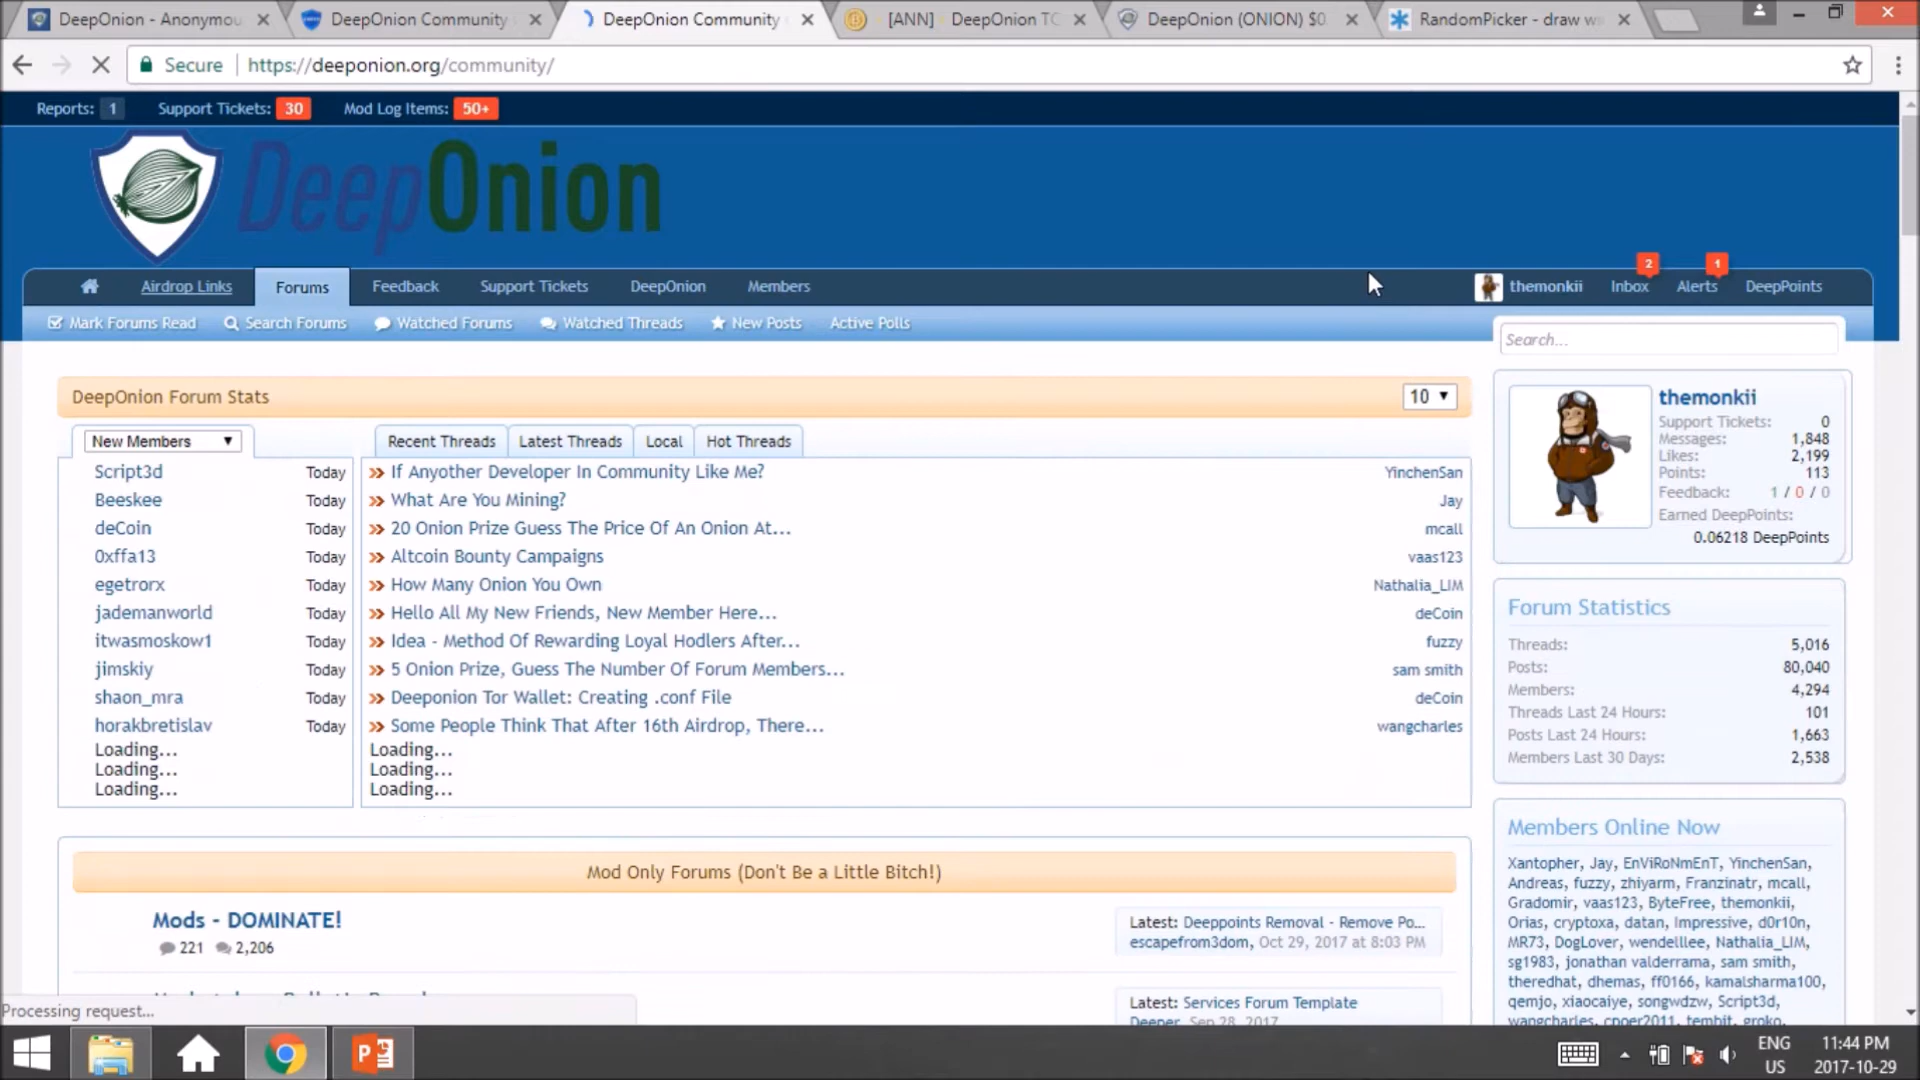 DeepOnion - Anonymou
DeepOnion Community
DeepOnion Community
[ANN] DeepOnion TO
DeepOnion (ONION) $0
RandomPicker - draw wi
Secure https://deeponion.org/community/
Reports: 1 Support Tickets: 30 Mod Log Items: 50+
DeepOnion
Airdrop Links Forums Feedback Support Tickets DeepOnion Members themonkii Inbox 2 Alerts 1 DeepPoints
Mark Forums Read Search Forums Watched Forums Watched Threads New Posts Active Polls
Search...
DeepOnion Forum Stats 10
New Members
Recent Threads Latest Threads Local Hot Threads
Script3d Today
Beeskee Today
deCoin Today
0xffa13 Today
egetrorx Today
jademanworld Today
itwasmoskow1 Today
jimskiy Today
shaon_mra Today
horakbretislav Today
Loading...
Loading...
Loading...
If Anyother Developer In Community Like Me? YinchenSan
What Are You Mining? Jay
20 Onion Prize Guess The Price Of An Onion At... mcall
Altcoin Bounty Campaigns vaas123
How Many Onion You Own Nathalia_LIM
Hello All My New Friends, New Member Here... deCoin
Idea - Method Of Rewarding Loyal Hodlers After... fuzzy
5 Onion Prize, Guess The Number Of Forum Members... sam smith
Deeponion Tor Wallet: Creating .conf File deCoin
Some People Think That After 16th Airdrop, There... wangcharles
Loading...
Loading...
Loading...
themonkii
Support Tickets: 0
Messages: 1,848
Likes: 2,199
Points: 113
Feedback: 1 / 0 / 0
Earned DeepPoints:
0.06218 DeepPoints
Forum Statistics
Threads: 5,016
Posts: 80,040
Members: 4,294
Threads Last 24 Hours: 101
Posts Last 24 Hours: 1,663
Members Last 30 Days: 2,538
Members Online Now
Xantopher, Jay, EnViRoNmEnT, YinchenSan,
Andreas, fuzzy, zhiyarm, Franzinatr, mcall,
Gradomir, vaas123, ByteFree, themonkii,
Orias, cryptoxa, datan, Impressive, d0r10n,
MR73, DogLover, wendelllee, Nathalia_LIM,
sg1983, jonathan valderrama, sam smith,
theredhat, dhemas, ff0166, kamalsharma100,
qemjo, xiaocaiye, songwdzw, Script3d,
wangcharles, cpoer2011, tembit, groko,
Mod Only Forums (Don't Be a Little Bitch!)
Mods - DOMINATE!
221 2,206
Latest: Deeppoints Removal - Remove Po...
escapefrom3dom, Oct 29, 2017 at 8:03 PM
Latest: Services Forum Template
Deeper, Sep 28, 2017
Processing request...
ENG
US
11:44 PM
2017-10-29